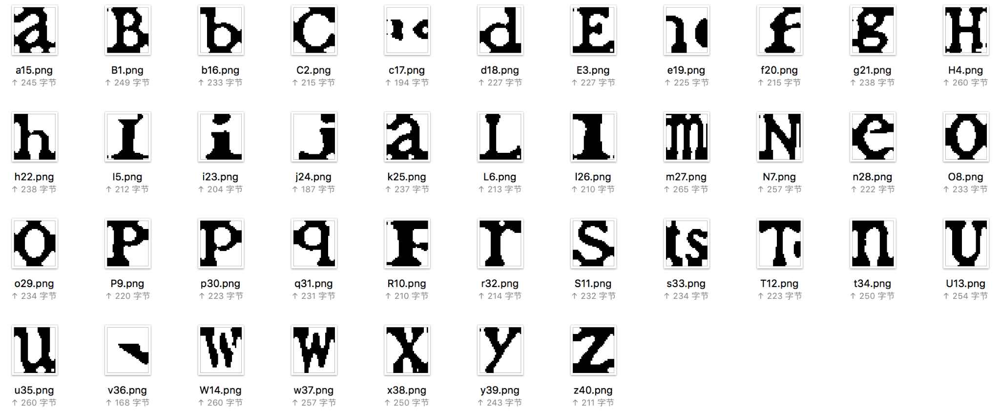 a B b C d E f g H
a15.png B1.png b16.png C2.png c17.png d18.png E3.png e19.png f20.png g21.png H4.png
↑ 245 字节 ↑ 249 字节 ↑ 233 字节 ↑ 215 字节 ↑ 194 字节 ↑ 227 字节 ↑ 227 字节 ↑ 225 字节 ↑ 215 字节 ↑ 238 字节 ↑ 260 字节
h I i j a L l m N e O
h22.png I5.png i23.png j24.png k25.png L6.png l26.png m27.png N7.png n28.png O8.png
↑ 238 字节 ↑ 212 字节 ↑ 204 字节 ↑ 187 字节 ↑ 237 字节 ↑ 213 字节 ↑ 210 字节 ↑ 265 字节 ↑ 257 字节 ↑ 222 字节 ↑ 233 字节
O P p q F r S ts T n U
o29.png P9.png p30.png q31.png R10.png r32.png S11.png s33.png T12.png t34.png U13.png
↑ 234 字节 ↑ 220 字节 ↑ 223 字节 ↑ 231 字节 ↑ 210 字节 ↑ 214 字节 ↑ 232 字节 ↑ 234 字节 ↑ 223 字节 ↑ 250 字节 ↑ 254 字节
u W w x y z
u35.png v36.png W14.png w37.png x38.png y39.png z40.png
↑ 260 字节 ↑ 168 字节 ↑ 260 字节 ↑ 257 字节 ↑ 250 字节 ↑ 243 字节 ↑ 211 字节